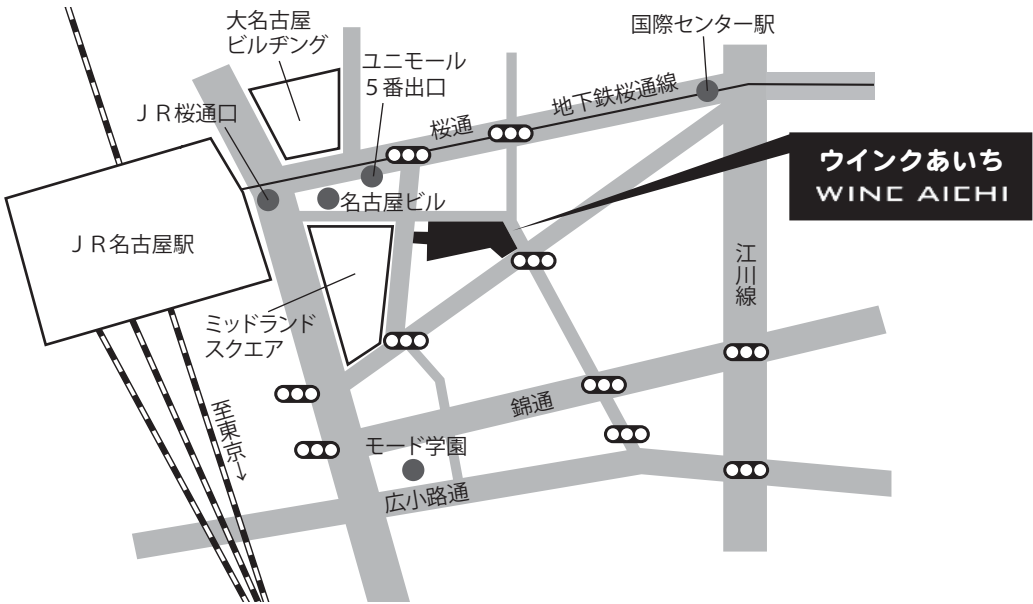 大名古屋
ビルヂング
ユニモール
5番出口
国際センター駅
JR桜通口
桜通
地下鉄桜通線
ウインクあいち
WINC AICHI
名古屋ビル
JR名古屋駅
江川線
ミッドランド
スクエア
至東京→
錦通
モード学園
広小路通